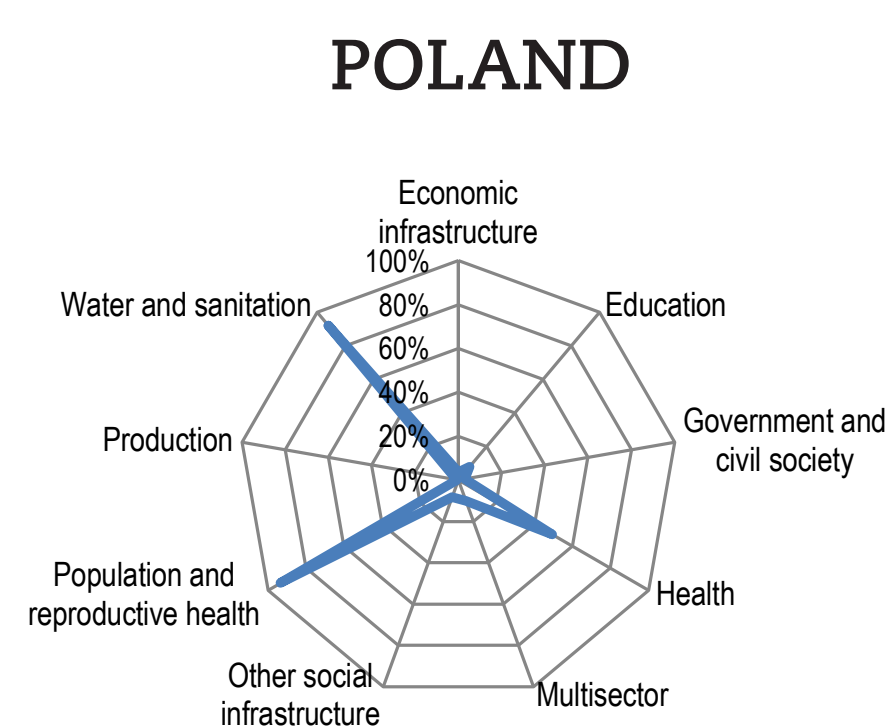 POLAND
Economic
infrastructure
100%
Water and sanitation
80%
Education
60%
40%
Government and
civil society
Production
20%
0%
Population and
reproductive health
Health
Other social
infrastructure
Multisector